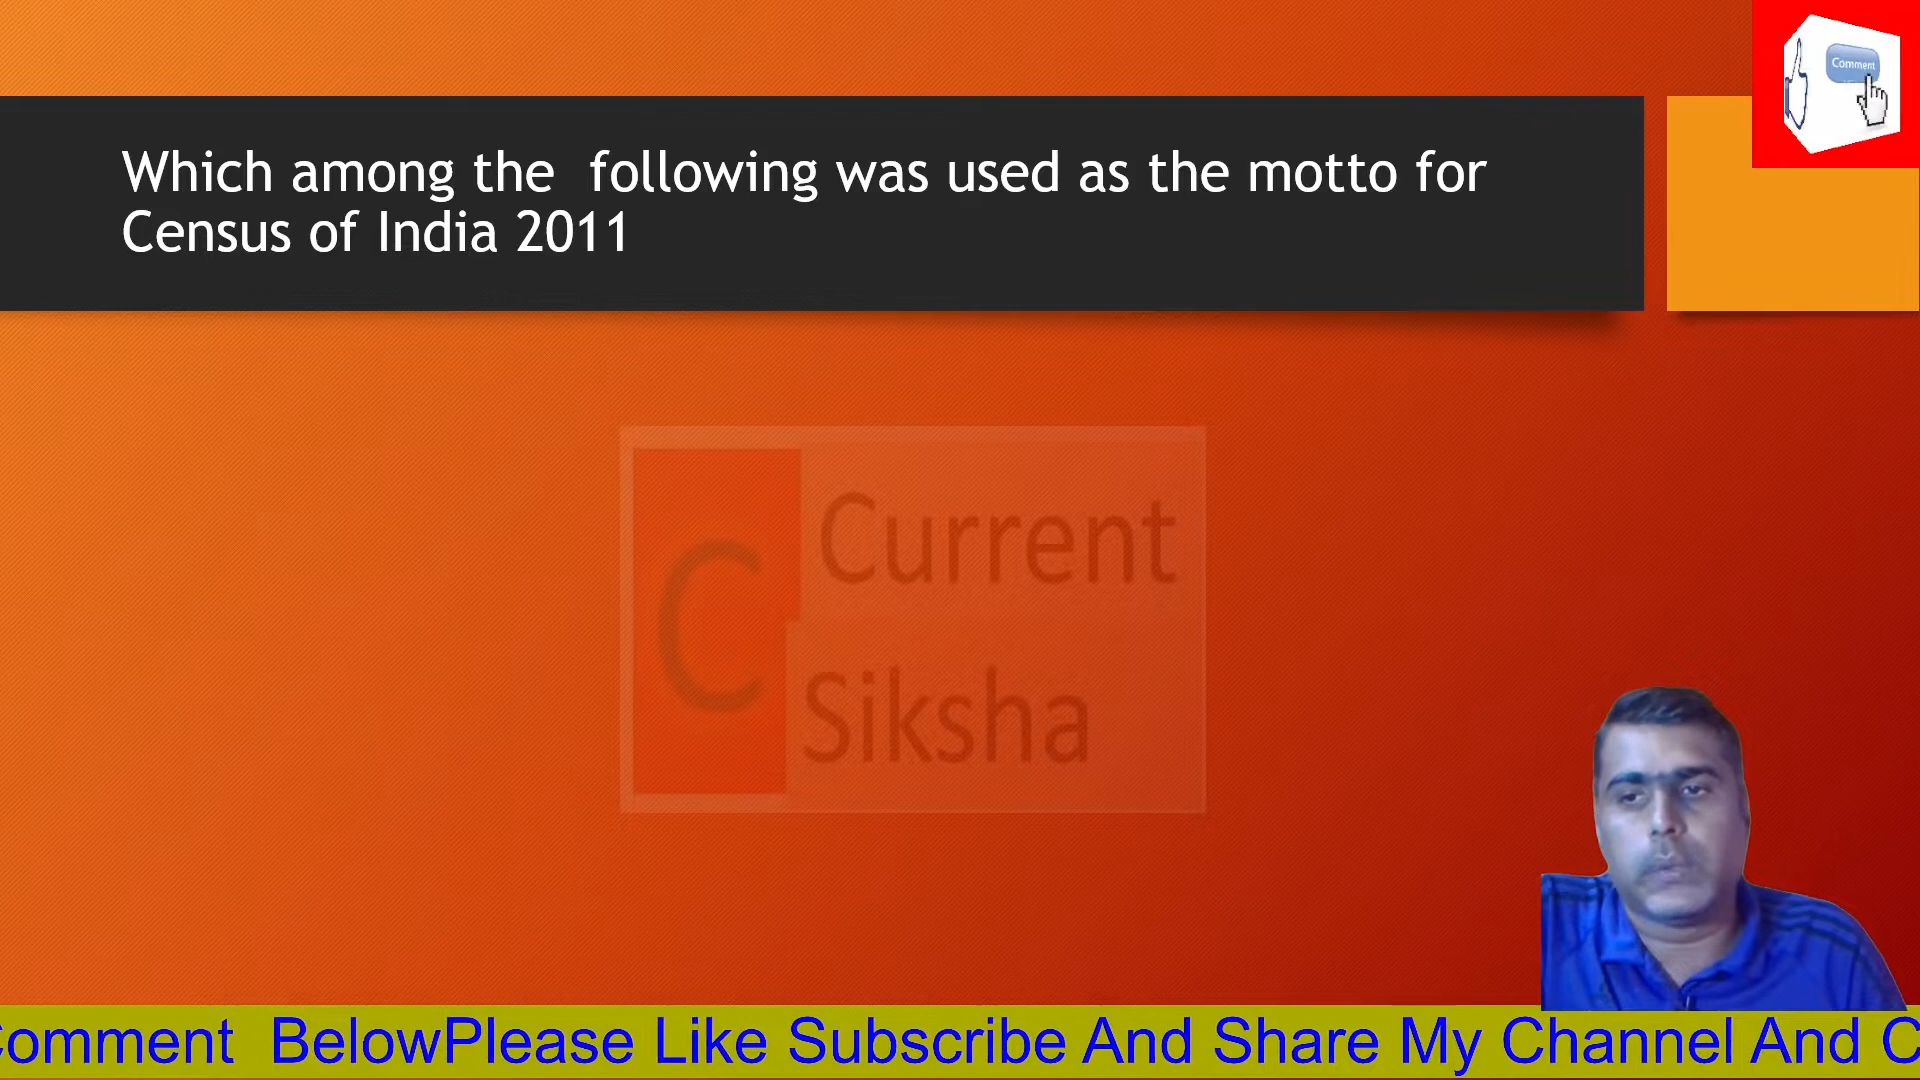 Comment
Which among the  following was used as the motto for
Census of India 2011
C
Current
Siksha
omment  BelowPlease Like Subscribe And Share My Channel And C